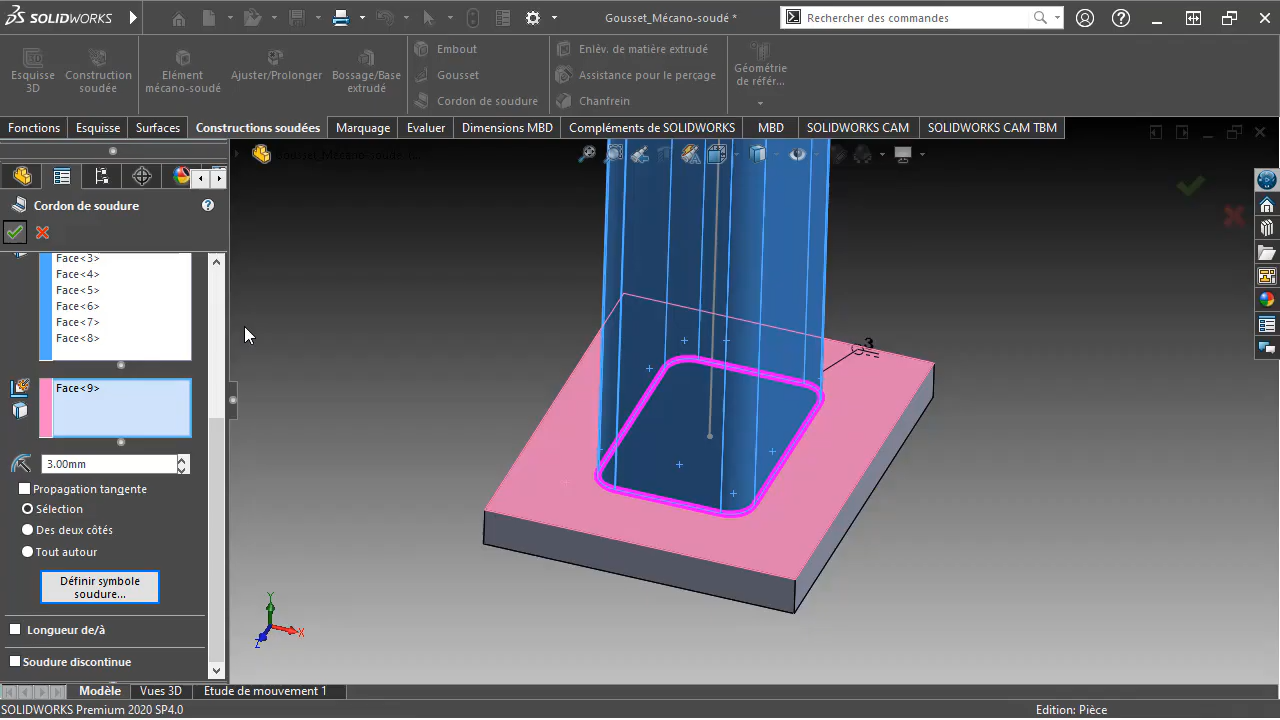 SOLIDWORKS
Gousset_Mécano-soudé *
Rechercher des commandes
Esquisse
3D
Construction
soudée
Elément
mécano-soudé
Ajuster/Prolonger
Bossage/Base
extrudé
Embout
Gousset
Cordon de soudure
Enlèv. de matière extrudé
Assistance pour le perçage
Chanfrein
Géométrie
de référ...
Fonctions
Esquisse
Surfaces
Constructions soudées
Marquage
Evaluer
Dimensions MBD
Compléments de SOLIDWORKS
MBD
SOLIDWORKS CAM
SOLIDWORKS CAM TBM
Cordon de soudure
Face<3>
Face<4>
Face<5>
Face<6>
Face<7>
Face<8>
Face<9>
3.00mm
Propagation tangente
Sélection
Des deux côtés
Tout autour
Définir symbole
soudure...
Longueur de/à
Soudure discontinue
3
Y
X
Z
Modèle
Vues 3D
Etude de mouvement 1
SOLIDWORKS Premium 2020 SP4.0
Edition: Pièce